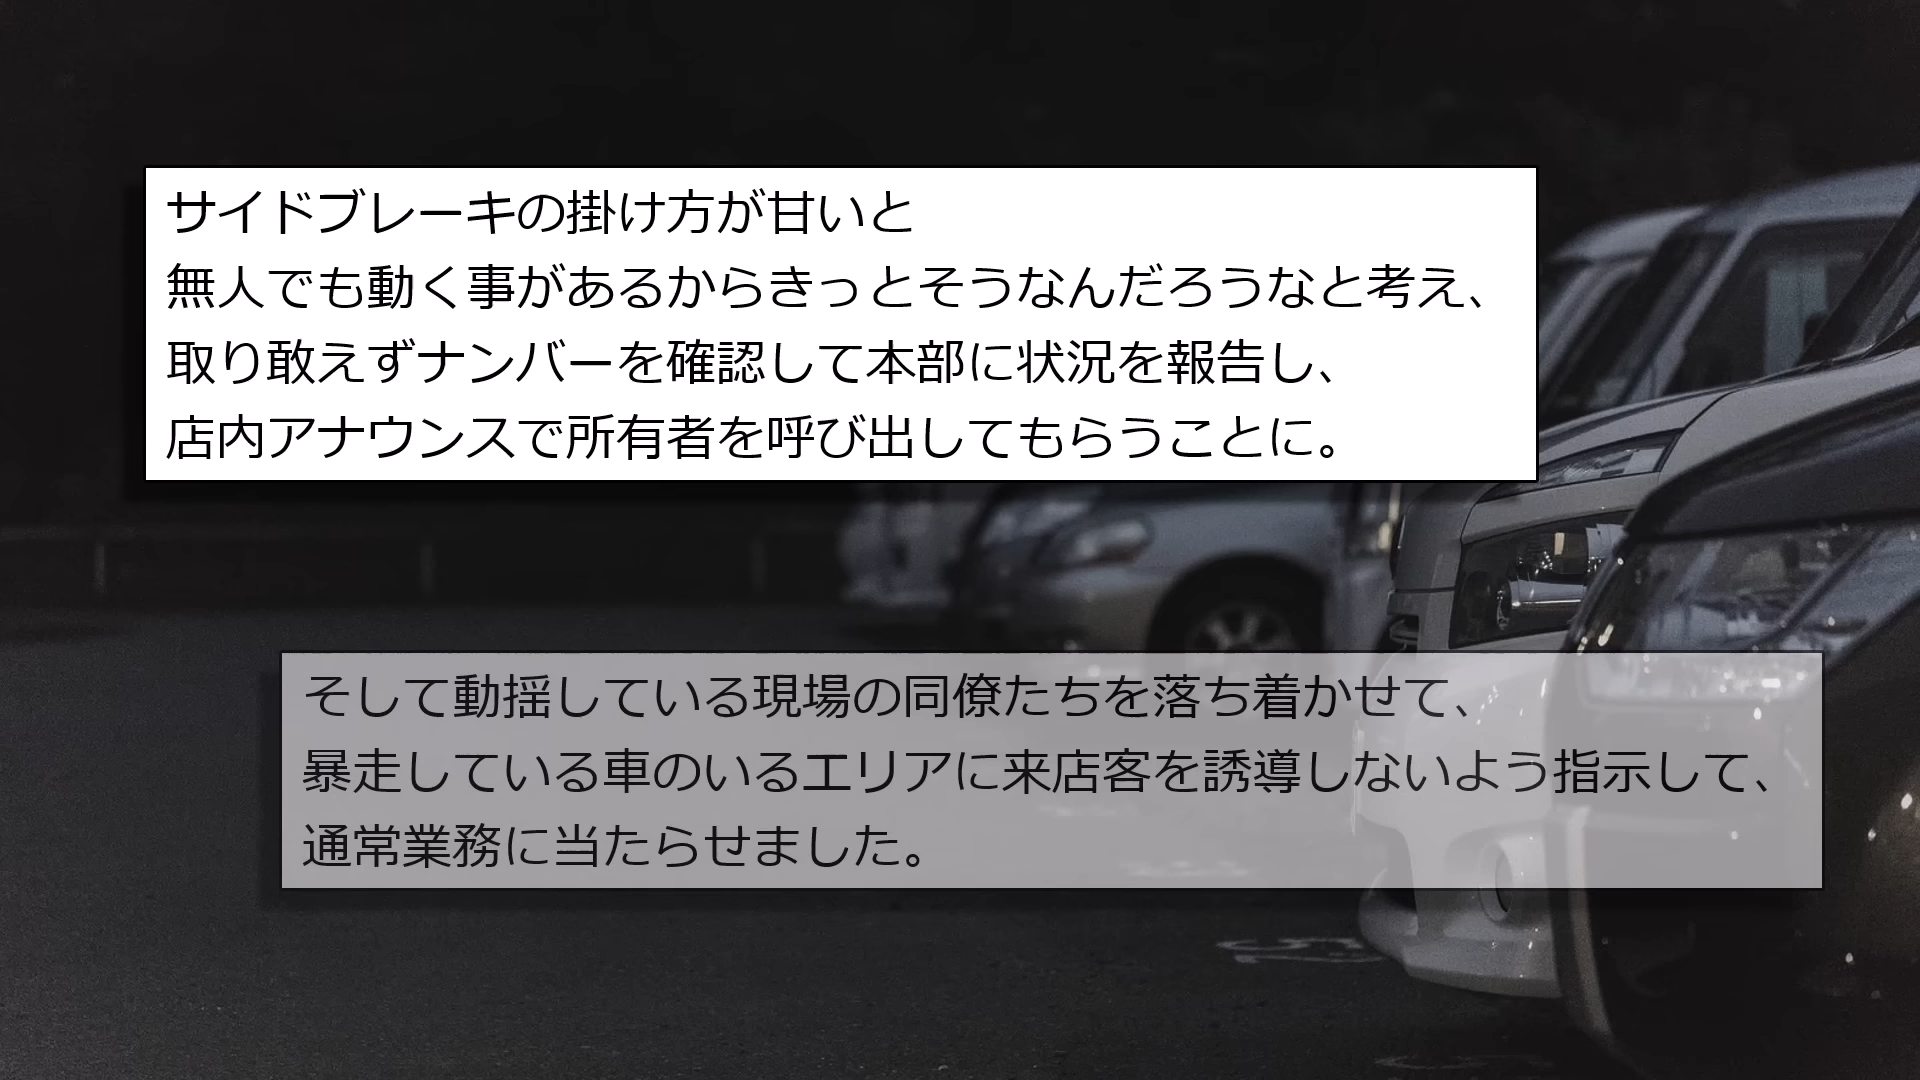 サイドブレーキの掛け方が甘いと
無人でも動く事があるからきっとそうなんだろうなと考え、
取り敢えずナンバーを確認して本部に状況を報告し、
店内アナウンスで所有者を呼び出してもらうことに。
そして動揺している現場の同僚たちを落ち着かせて、
暴走している車のいるエリアに来店客を誘導しないよう指示して、
通常業務に当たらせました。